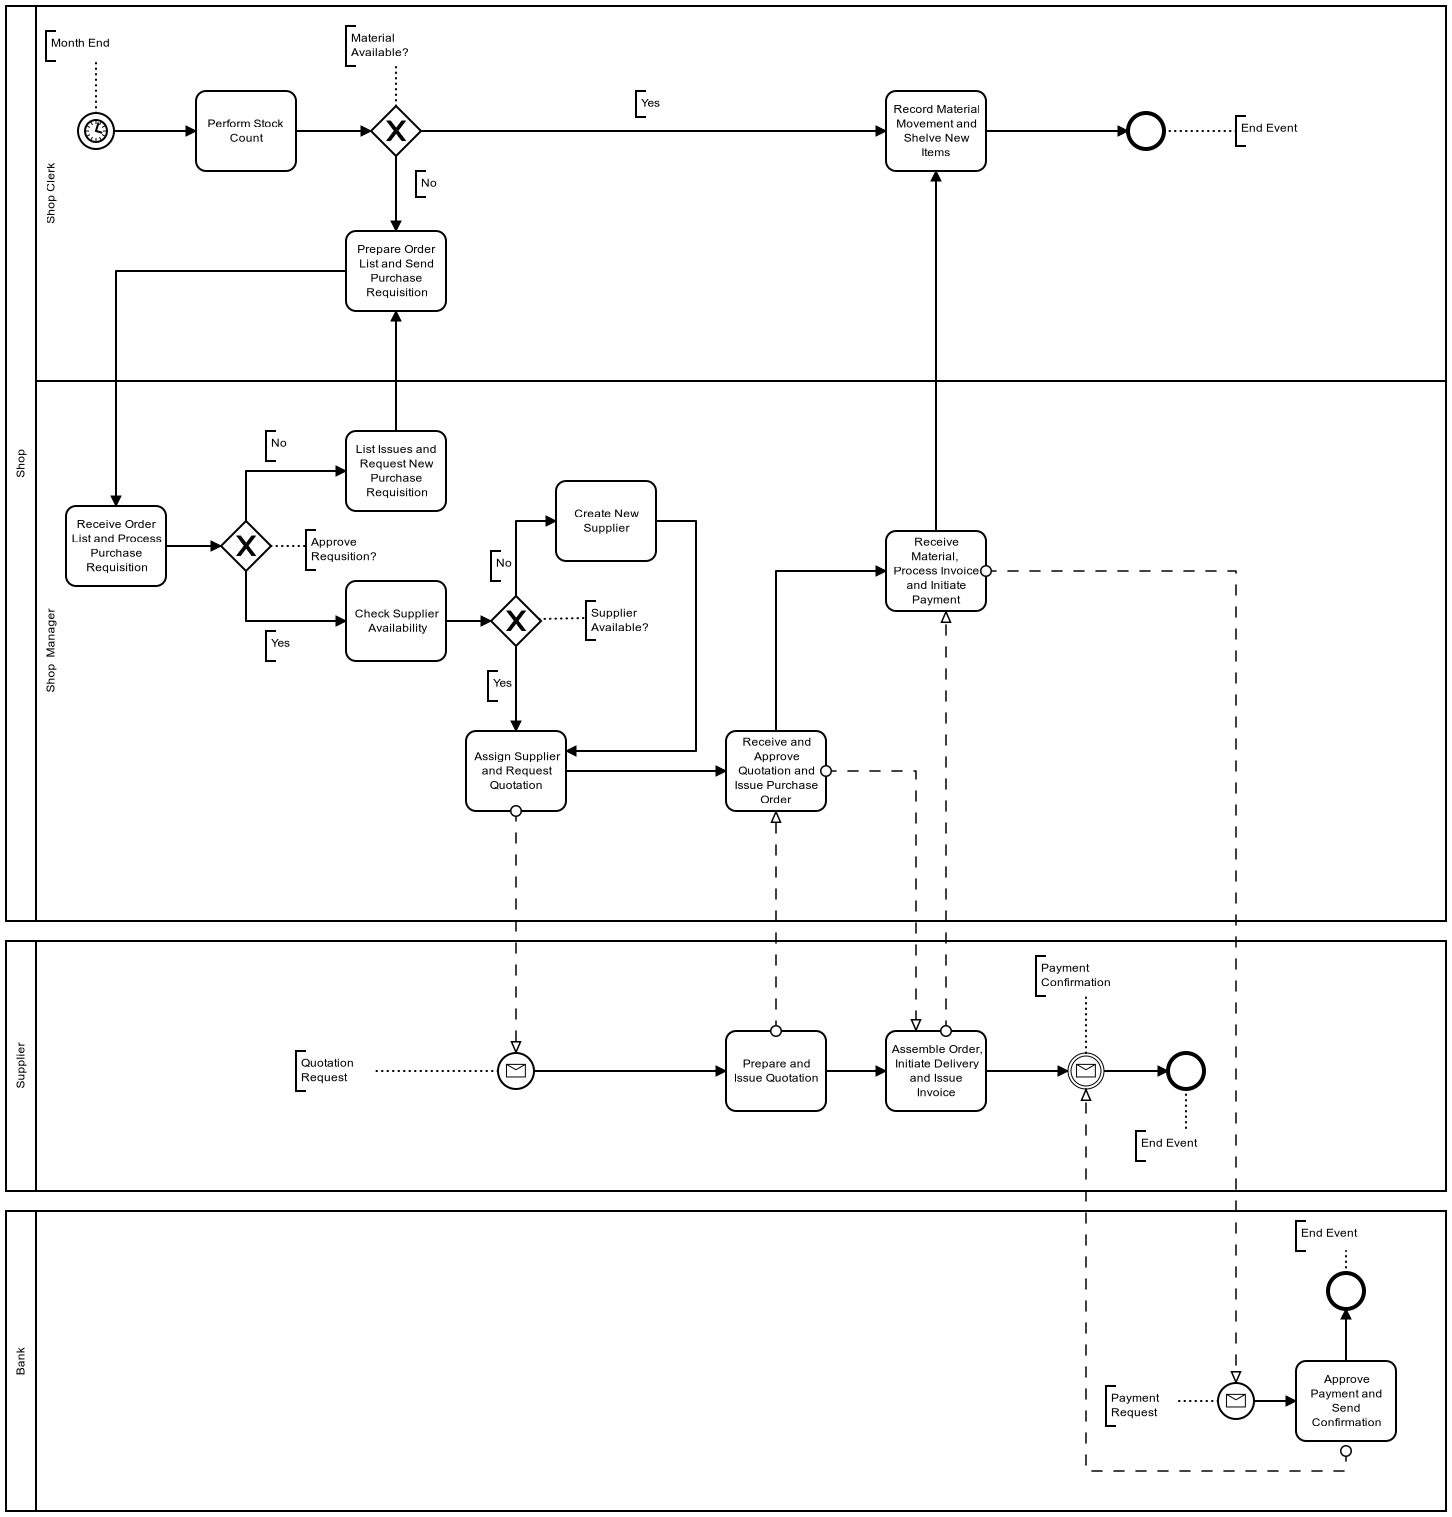 Month End
Material
Available?
Yes
Perform Stock
Count
Record Material
Movement and
Shelve New
Items
End Event
No
Shop Clerk
Prepare Order
List and Send
Purchase
Requisition
Shop
No
List Issues and
Request New
Purchase
Requisition
Create New
Supplier
Receive Order
List and Process
Purchase
Requisition
Approve
Requsition?
No
Receive
Material,
Process Invoice
and Initiate
Payment
Check Supplier
Availability
Supplier
Available?
Yes
Shop Manager
Yes
Assign Supplier
and Request
Quotation
Receive and
Approve
Quotation and
Issue Purchase
Order
Supplier
Payment
Confirmation
Quotation
Request
Prepare and
Issue Quotation
Assemble Order,
Initiate Delivery
and Issue
Invoice
End Event
Bank
End Event
Payment
Request
Approve
Payment and
Send
Confirmation